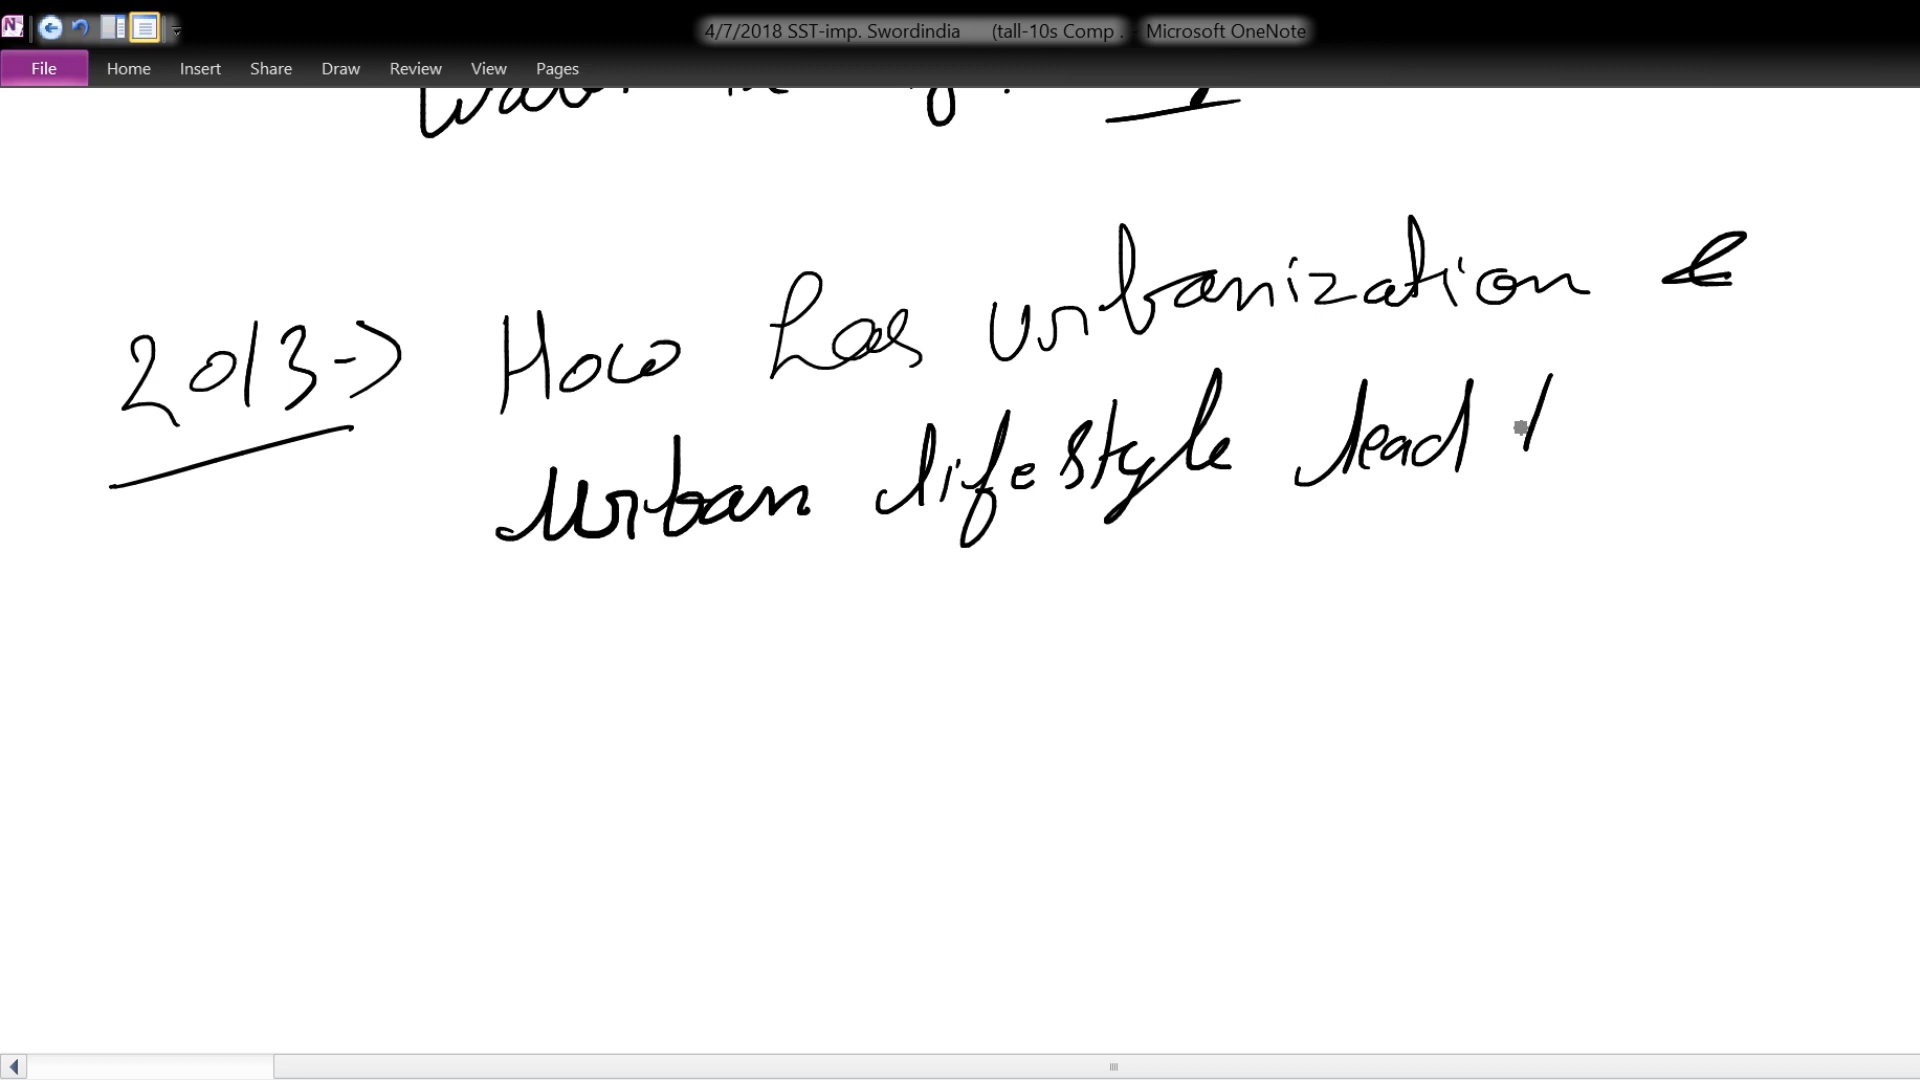 4/7/2018 SST-imp. Swordindia (tall-10s Comp . - Microsoft OneNote
File Home Insert Share Draw Review View Pages
2013-> How has urbanization &
urban lifestyle lead